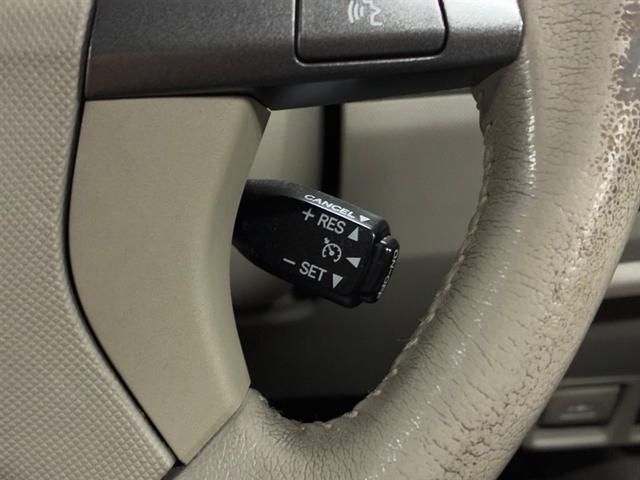 CANCEL
+ RES
– SET